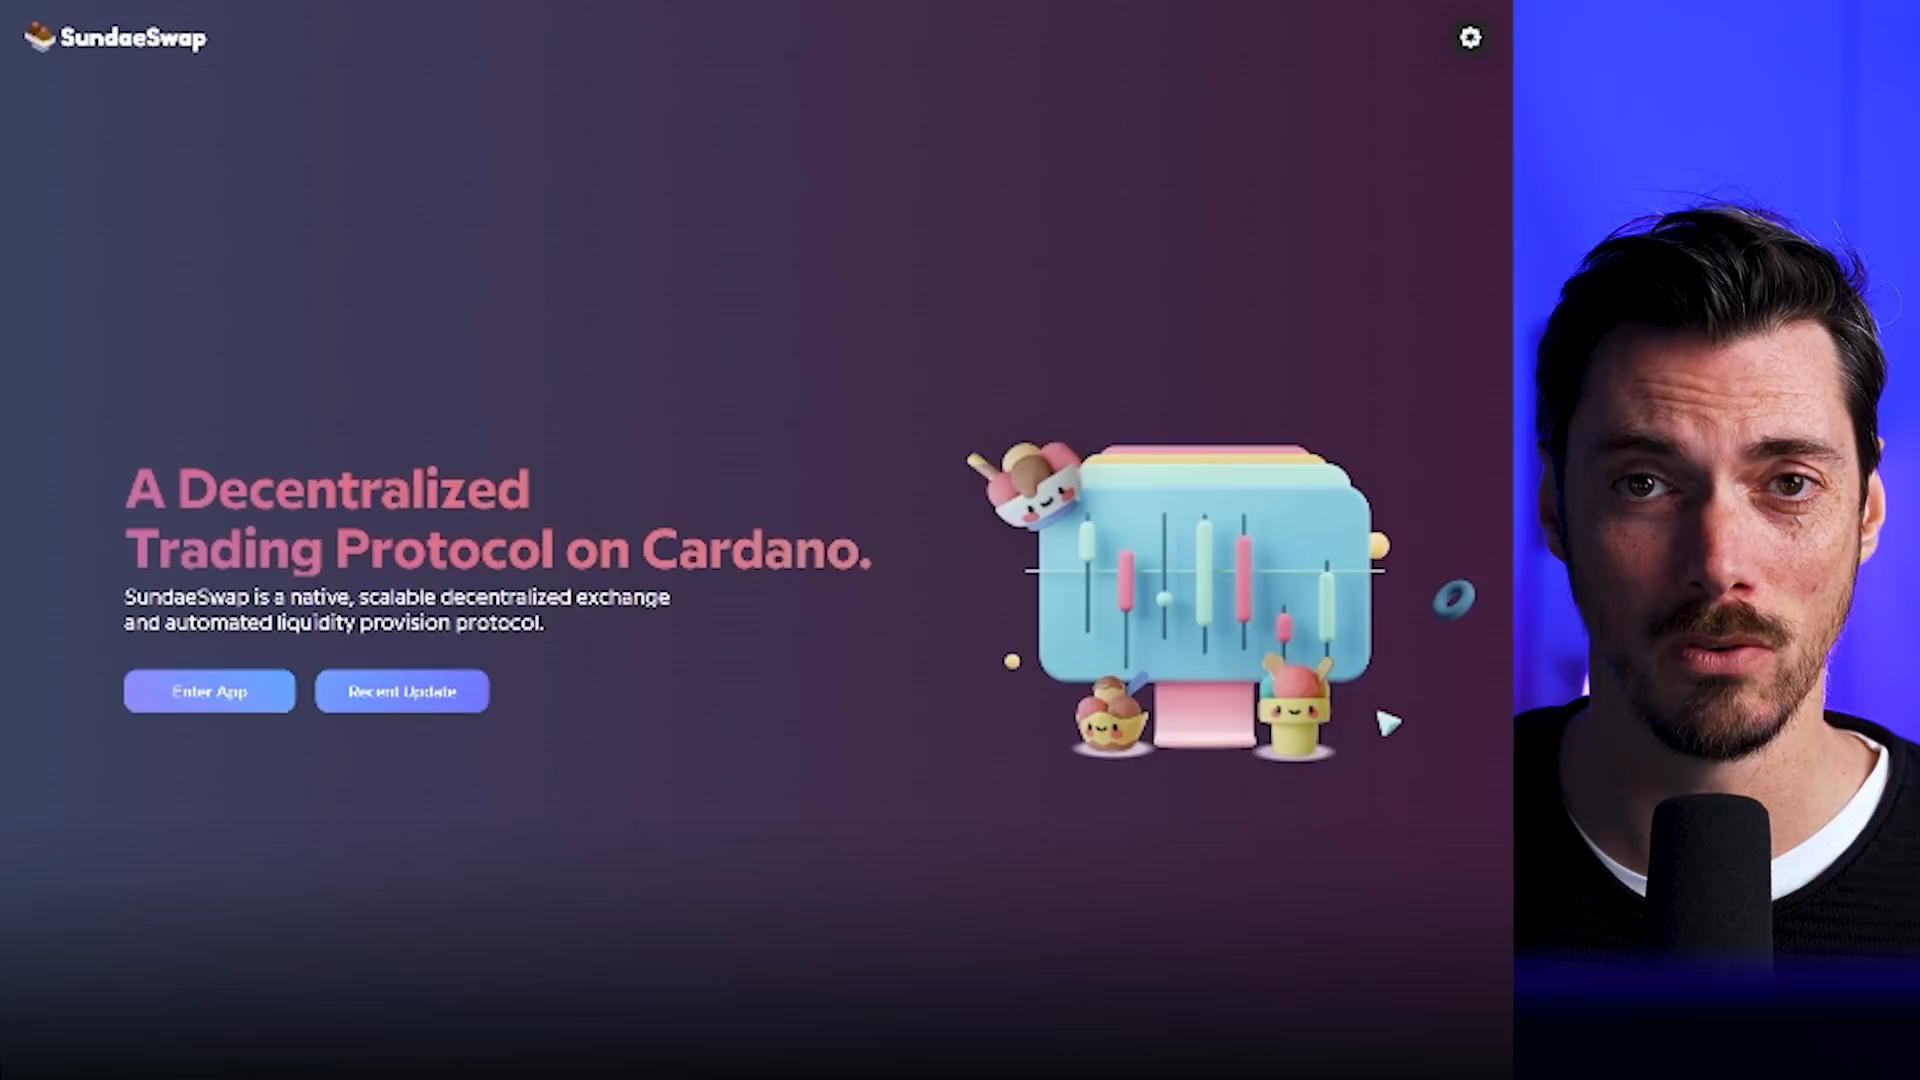 SundaeSwap
A Decentralized
Trading Protocol on Cardano.
SundaeSwap is a native, scalable decentralized exchange
and automated liquidity provision protocol.
Enter App
Recent Update